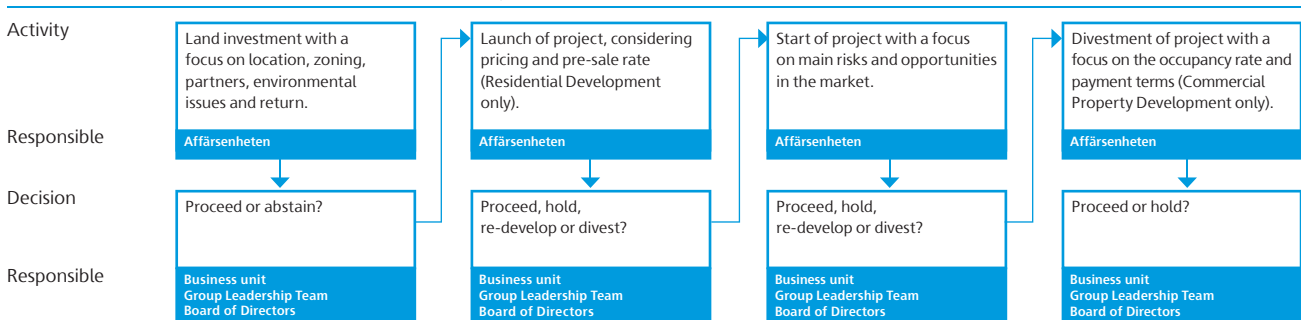 Activity
Land investment with a
focus on location, zoning,
partners, environmental
issues and return.
Launch of project, considering
pricing and pre-sale rate
(Residential Development
only).
Start of project with a focus
on main risks and opportunities
in the market.
Divestment of project with a
focus on the occupancy rate and
payment terms (Commercial
Property Development only).
Responsible
Affärsenheten
Affärsenheten
Affärsenheten
Affärsenheten
Decision
Proceed or abstain?
Proceed, hold,
re-develop or divest?
Proceed, hold,
re-develop or divest?
Proceed or hold?
Responsible
Business unit
Group Leadership Team
Board of Directors
Business unit
Group Leadership Team
Board of Directors
Business unit
Group Leadership Team
Board of Directors
Business unit
Group Leadership Team
Board of Directors